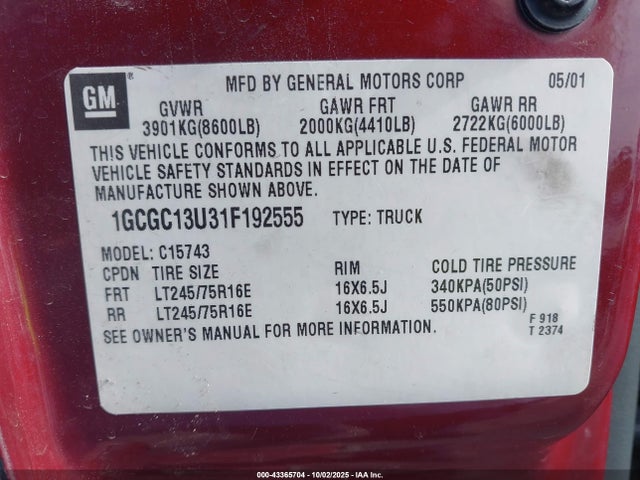 GM
MFD BY GENERAL MOTORS CORP 05/01
GVWR GAWR FRT GAWR RR
3901KG(8600LB) 2000KG(4410LB) 2722KG(6000LB)
THIS VEHICLE CONFORMS TO ALL APPLICABLE U.S. FEDERAL MOTOR
VEHICLE SAFETY STANDARDS IN EFFECT ON THE DATE OF
MANUFACTURE SHOWN ABOVE.
1GCGC13U31F192555 TYPE: TRUCK
MODEL: C15743
CPDN TIRE SIZE RIM COLD TIRE PRESSURE
FRT LT245/75R16E 16X6.5J 340KPA(50PSI)
RR LT245/75R16E 16X6.5J 550KPA(80PSI)
SEE OWNER'S MANUAL FOR MORE INFORMATION.
F 918
T 2374
000-43365704 - 10/02/2025 - IAAI.com